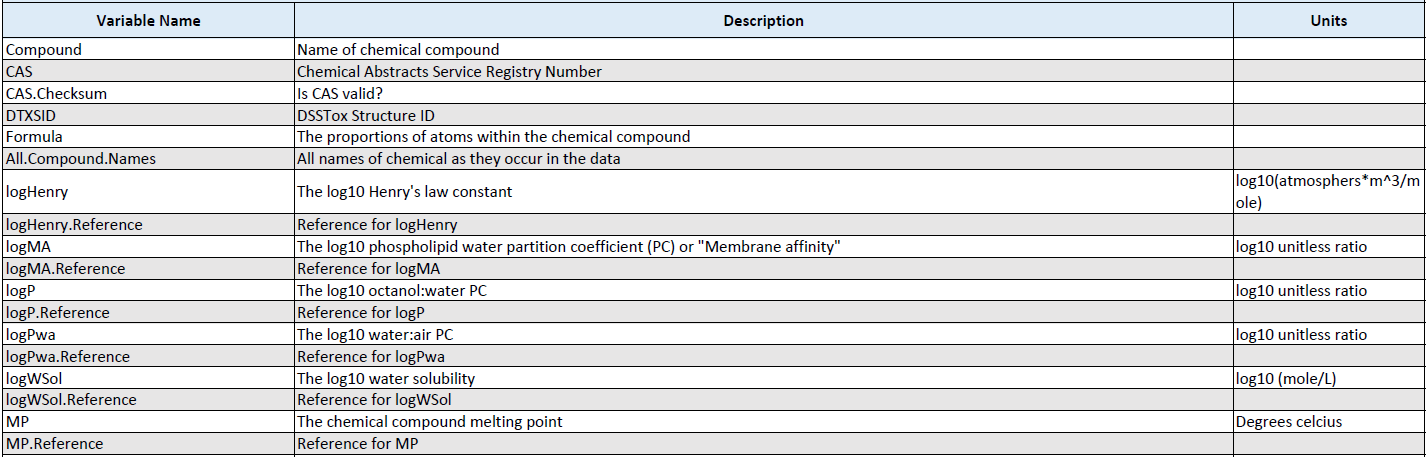 Variable Name Description Units
Compound Name of chemical compound
CAS Chemical Abstracts Service Registry Number
CAS.Checksum Is CAS valid?
DTXSID DSSTox Structure ID
Formula The proportions of atoms within the chemical compound
All.Compound.Names All names of chemical as they occur in the data
logHenry The log10 Henry's law constant log10(atmosphers*m^3/m
ole)
logHenry.Reference Reference for logHenry
logMA The log10 phospholipid water partition coefficient (PC) or "Membrane affinity" log10 unitless ratio
logMA.Reference Reference for logMA
logP The log10 octanol:water PC log10 unitless ratio
logP.Reference Reference for logP
logPwa The log10 water:air PC log10 unitless ratio
logPwa.Reference Reference for logPwa
logWSol The log10 water solubility log10 (mole/L)
logWSol.Reference Reference for logWSol
MP The chemical compound melting point Degrees celcius
MP.Reference Reference for MP